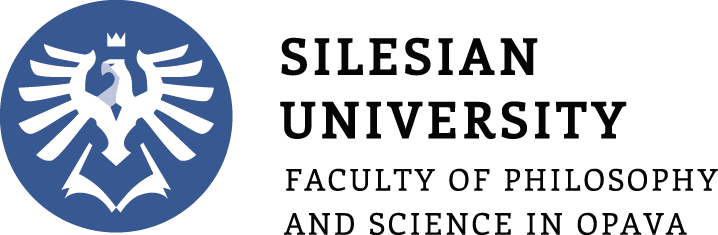 SILESIAN
UNIVERSITY
FACULTY OF PHILOSOPHY
AND SCIENCE IN OPAVA